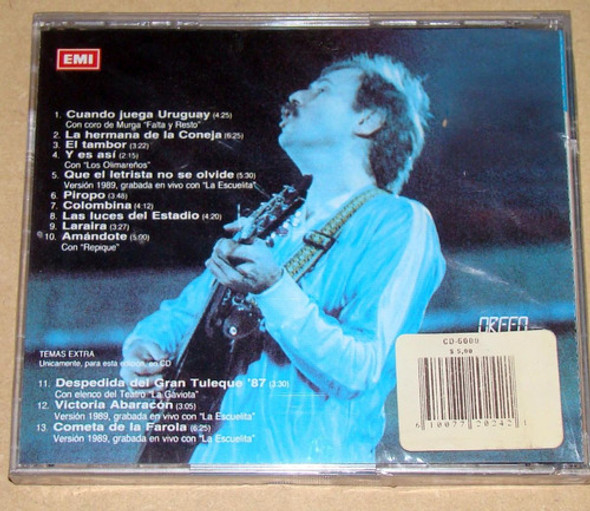 EMI
1. Cuando juega Uruguay (4:25)
Con coro de Murga "Falta y Resto"
2. La hermana de la Coneja (6:25)
3. El tambor (3:22)
4. Y es así (2:15)
Con "Los Olimareños"
5. Que el letrista no se olvide (5:30)
Versión 1989, grabada en vivo con "La Escuelita"
6. Piropo (3:48)
7. Colombina (4:12)
8. Las luces del Estadio (4:20)
9. Laraira (3:27)
10. Amándote (5:00)
Con "Repique"
ORFEO
CD-6600
$ 5,00
6 10077 20242 1
TEMAS EXTRA
Unicamente, para esta edición, en CD
11. Despedida del Gran Tuleque '87 (3:30)
Con elenco del Teatro "La Gaviota"
12. Victoria Abaracón (3:05)
Versión 1989, grabada en vivo con "La Escuelita"
13. Cometa de la Farola (6:25)
Versión 1989, grabada en vivo con "La Escuelita"